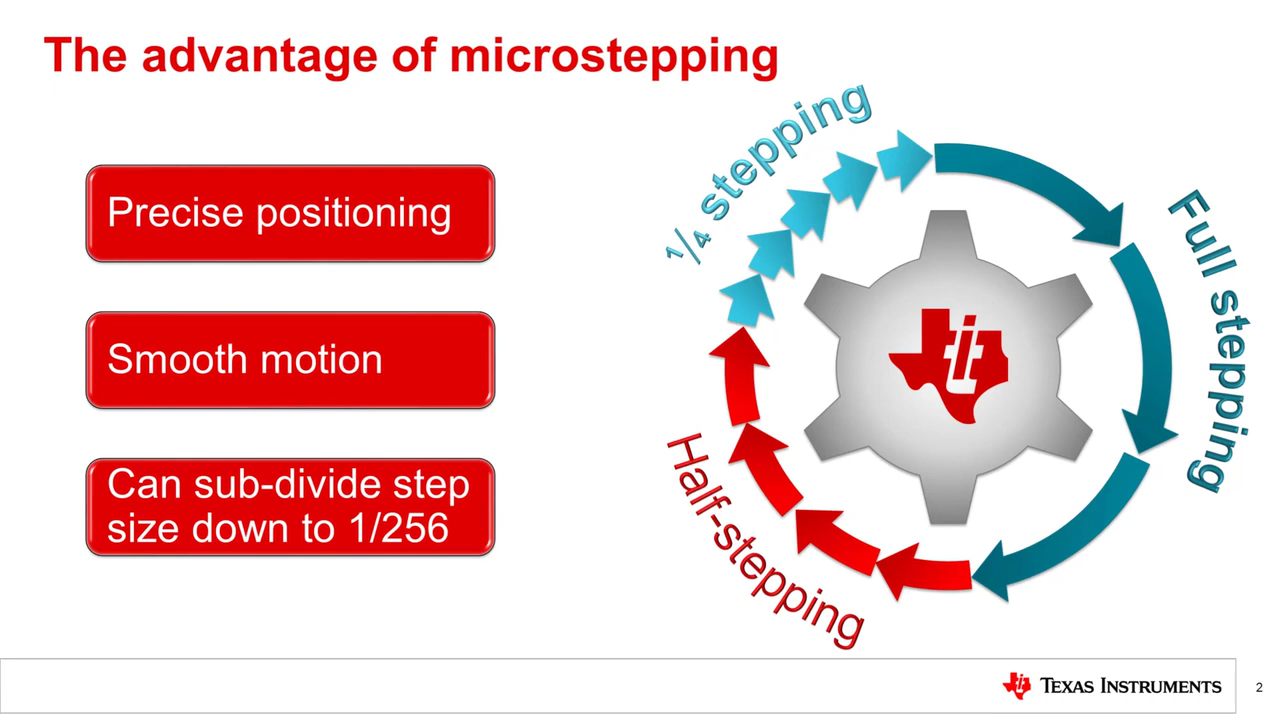 The advantage of microstepping
Precise positioning
Smooth motion
Can sub-divide step
size down to 1/256
¼ stepping
Full stepping
Half-stepping
ti
TEXAS INSTRUMENTS
2